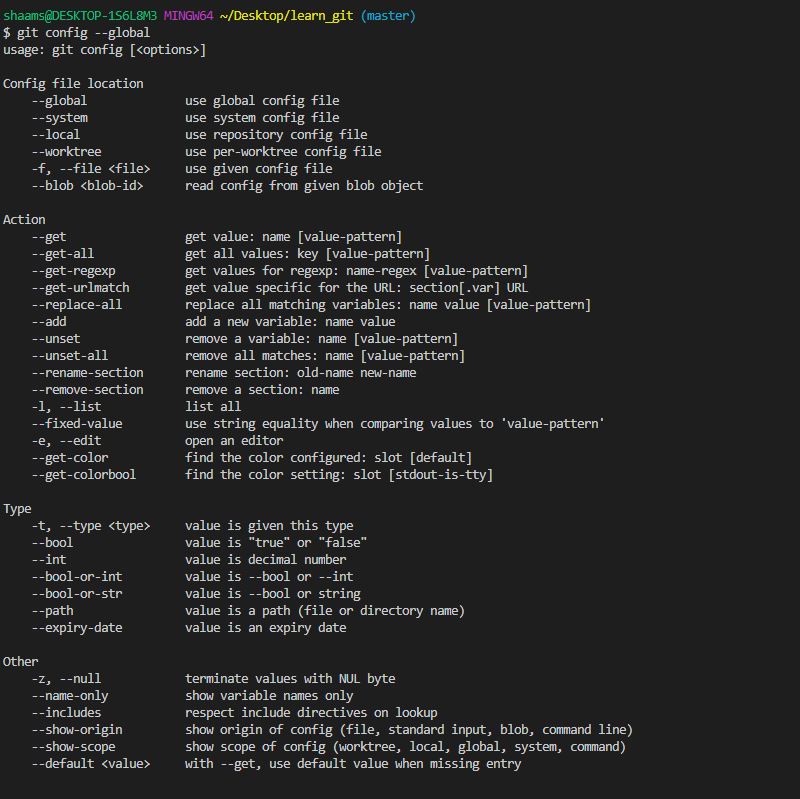 shaams@DESKTOP-1S6L8M3 MINGW64 ~/Desktop/learn_git (master)
$ git config --global
usage: git config [<options>]

Config file location
    --global              use global config file
    --system              use system config file
    --local               use repository config file
    --worktree            use per-worktree config file
    -f, --file <file>     use given config file
    --blob <blob-id>      read config from given blob object

Action
    --get                 get value: name [value-pattern]
    --get-all             get all values: key [value-pattern]
    --get-regexp          get values for regexp: name-regex [value-pattern]
    --get-urlmatch        get value specific for the URL: section[.var] URL
    --replace-all         replace all matching variables: name value [value-pattern]
    --add                 add a new variable: name value
    --unset               remove a variable: name [value-pattern]
    --unset-all           remove all matches: name [value-pattern]
    --rename-section      rename section: old-name new-name
    --remove-section      remove a section: name
    -l, --list            list all
    --fixed-value         use string equality when comparing values to 'value-pattern'
    -e, --edit            open an editor
    --get-color           find the color configured: slot [default]
    --get-colorbool       find the color setting: slot [stdout-is-tty]

Type
    -t, --type <type>     value is given this type
    --bool                value is "true" or "false"
    --int                 value is decimal number
    --bool-or-int         value is --bool or --int
    --bool-or-str         value is --bool or string
    --path                value is a path (file or directory name)
    --expiry-date         value is an expiry date

Other
    -z, --null            terminate values with NUL byte
    --name-only           show variable names only
    --includes            respect include directives on lookup
    --show-origin         show origin of config (file, standard input, blob, command line)
    --show-scope          show scope of config (worktree, local, global, system, command)
    --default <value>     with --get, use default value when missing entry